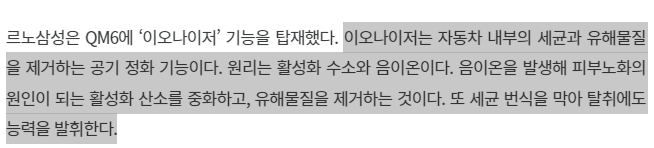 르노삼성은 QM6에 ‘이오나이저’ 기능을 탑재했다. 이오나이저는 자동차 내부의 세균과 유해물질
을 제거하는 공기 정화 기능이다. 원리는 활성화 수소와 음이온이다. 음이온을 발생해 피부노화의
원인이 되는 활성화 산소를 중화하고, 유해물질을 제거하는 것이다. 또 세균 번식을 막아 탈취에도
능력을 발휘한다.